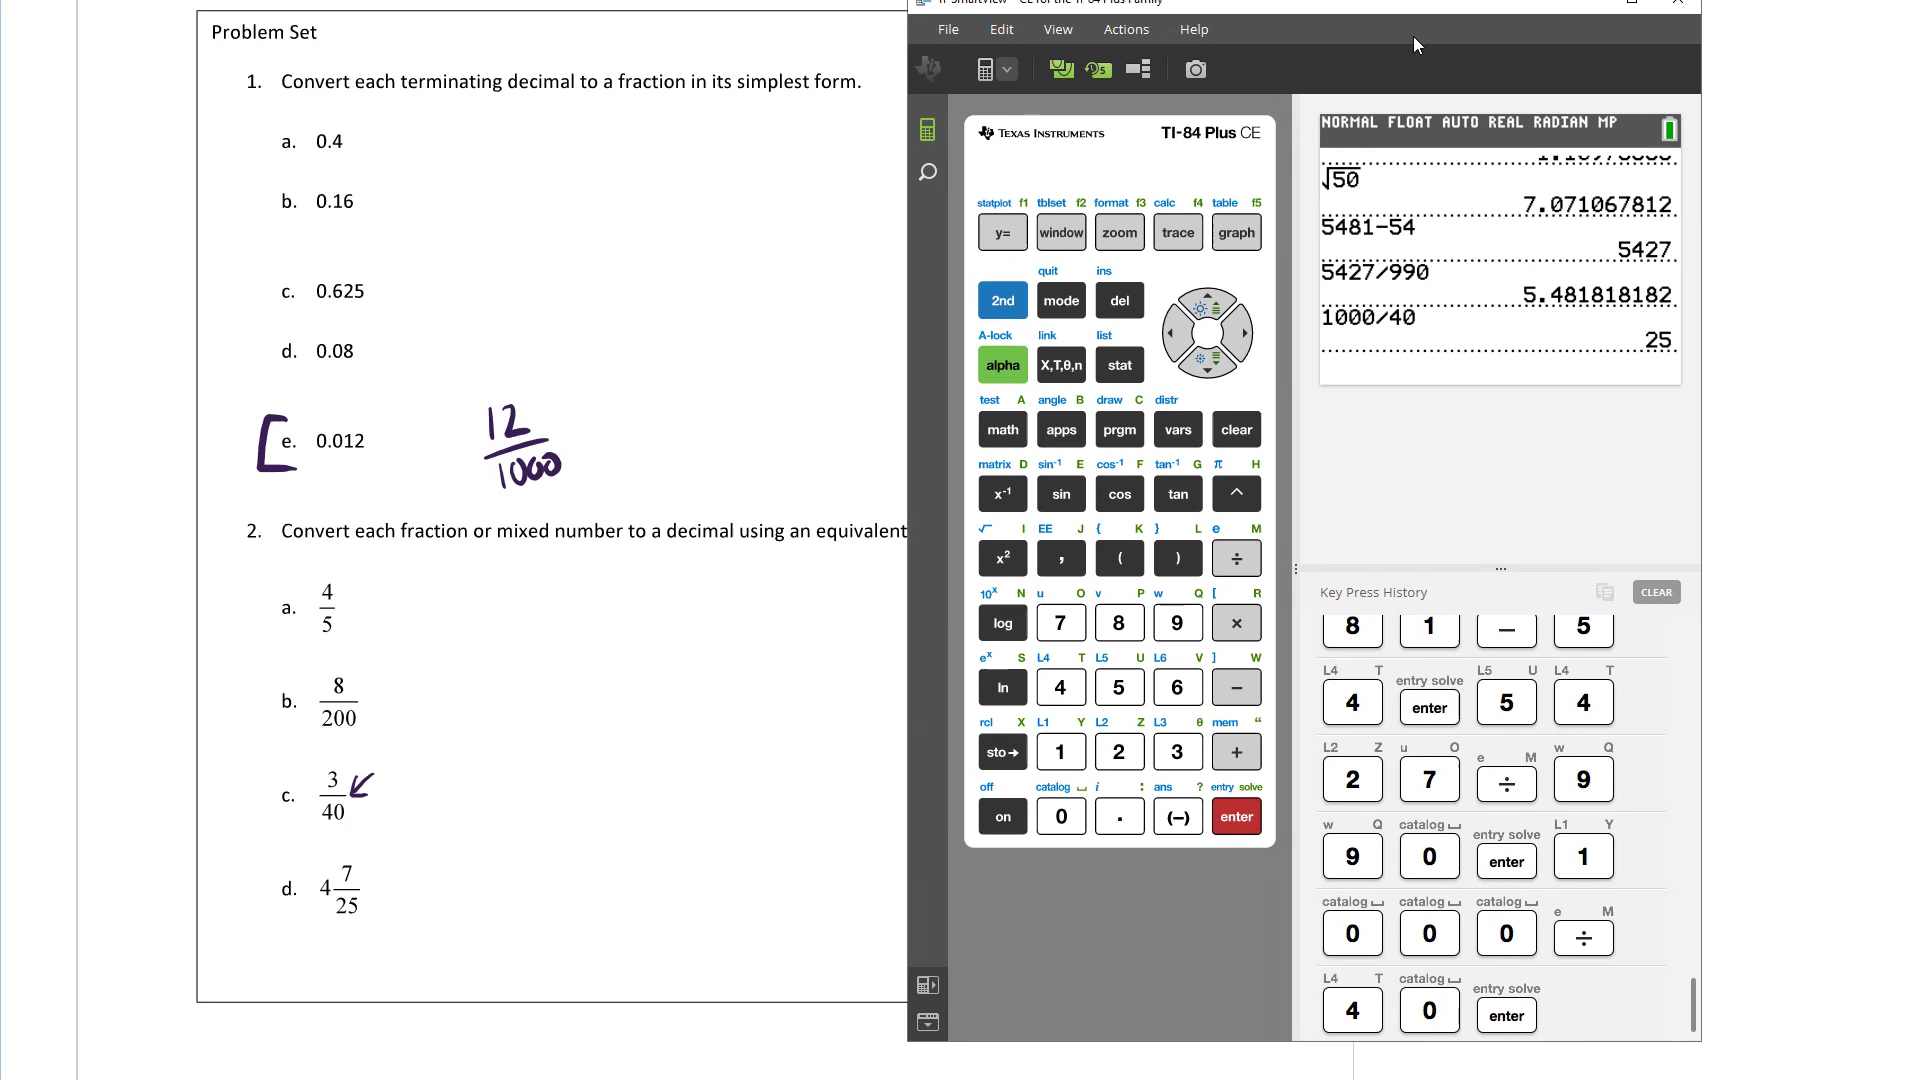 Problem Set
1. Convert each terminating decimal to a fraction in its simplest form.
a. 0.4
b. 0.16
c. 0.625
d. 0.08
e. 0.012
12
1000
2. Convert each fraction or mixed number to a decimal using an equivalent
a. 4
5
b. 8
200
c. 3
40
d. 4 7
25
File Edit View Actions Help
TEXAS INSTRUMENTS TI-84 Plus CE
statplot f1 tblset f2 format f3 calc f4 table f5
y= window zoom trace graph
quit ins
2nd mode del
A-lock link list
alpha X,T,θ,n stat
test A angle B draw C distr
math apps prgm vars clear
matrix D sin⁻¹ E cos⁻¹ F tan⁻¹ G π H
x⁻¹ sin cos tan ^
√ I EE J { K } L e M
x² , ( ) ÷
10ˣ N u O v P w Q [ R
log 7 8 9 ×
eˣ S L4 T L5 U L6 V ] W
ln 4 5 6 −
rcl X L1 Y L2 Z L3 θ mem “
sto→ 1 2 3 +
off catalog ⎵ i : ans ? entry solve
on 0 . (−) enter
NORMAL FLOAT AUTO REAL RADIAN MP
√50
7.071067812
5481-54
5427
5427/990
5.481818182
1000/40
25
Key Press History CLEAR
8 1 − 5
L4 T entry solve L5 U L4 T
4 enter 5 4
L2 Z u O e M w Q
2 7 ÷ 9
w Q catalog ⎵ entry solve L1 Y
9 0 enter 1
catalog ⎵ catalog ⎵ catalog ⎵ e M
0 0 0 ÷
L4 T catalog ⎵ entry solve
4 0 enter